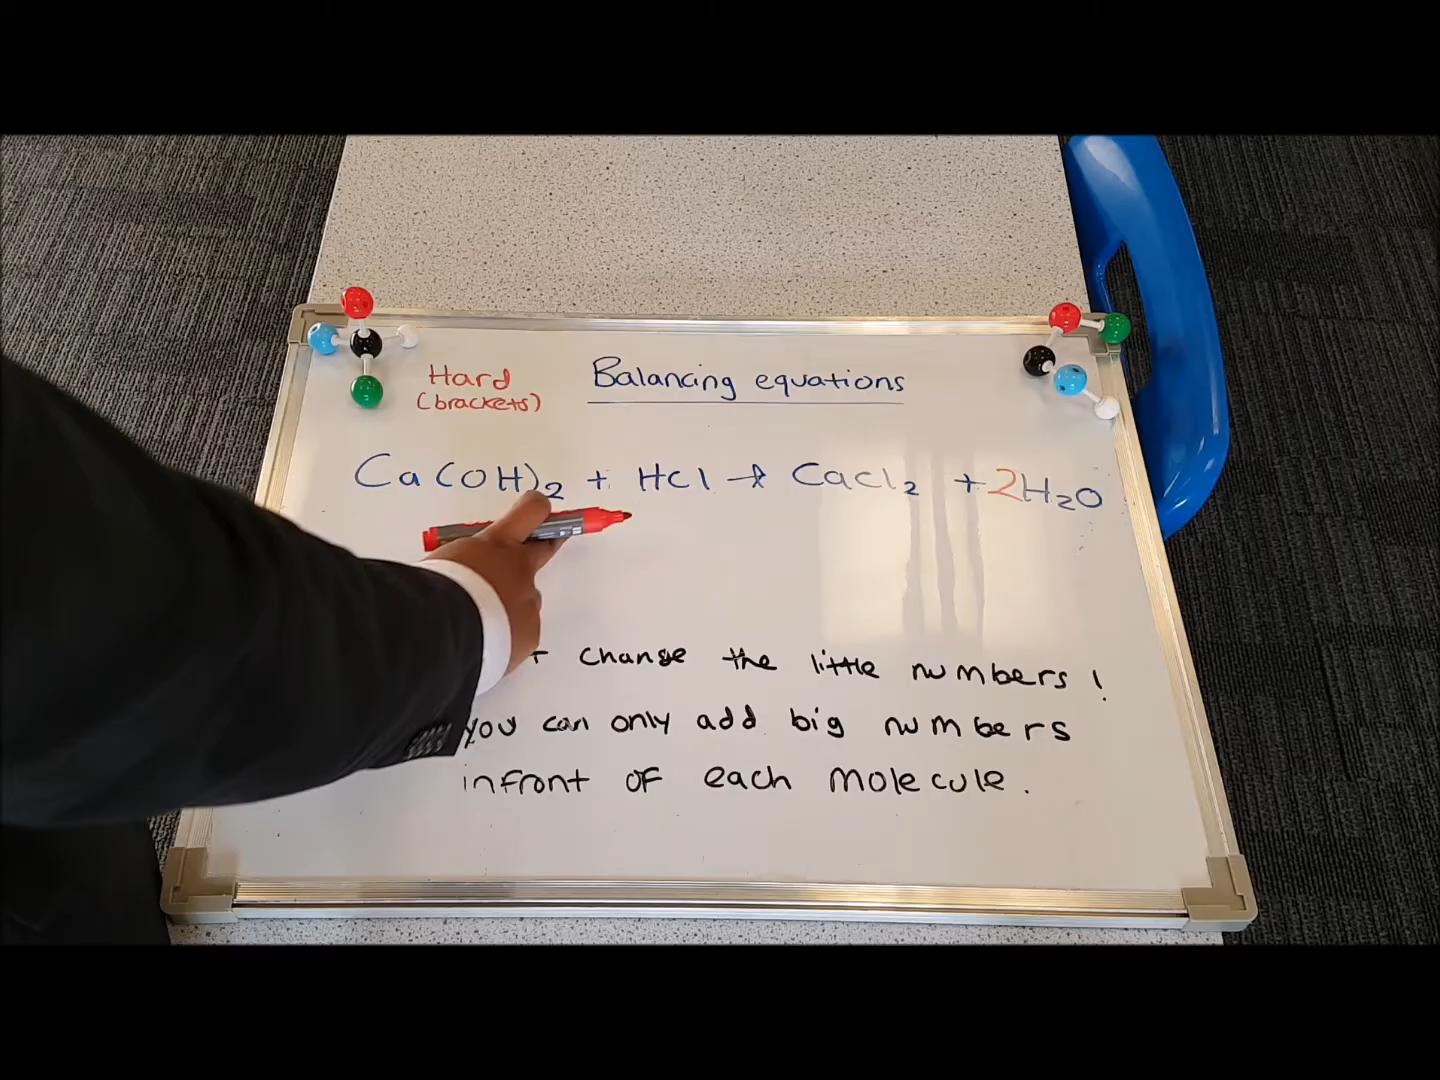 Hard
(brackets)
Balancing equations
Ca(OH)₂ + HCl → CaCl₂ + 2H₂O
change the little numbers!
you can only add big numbers
infront of each molecule.